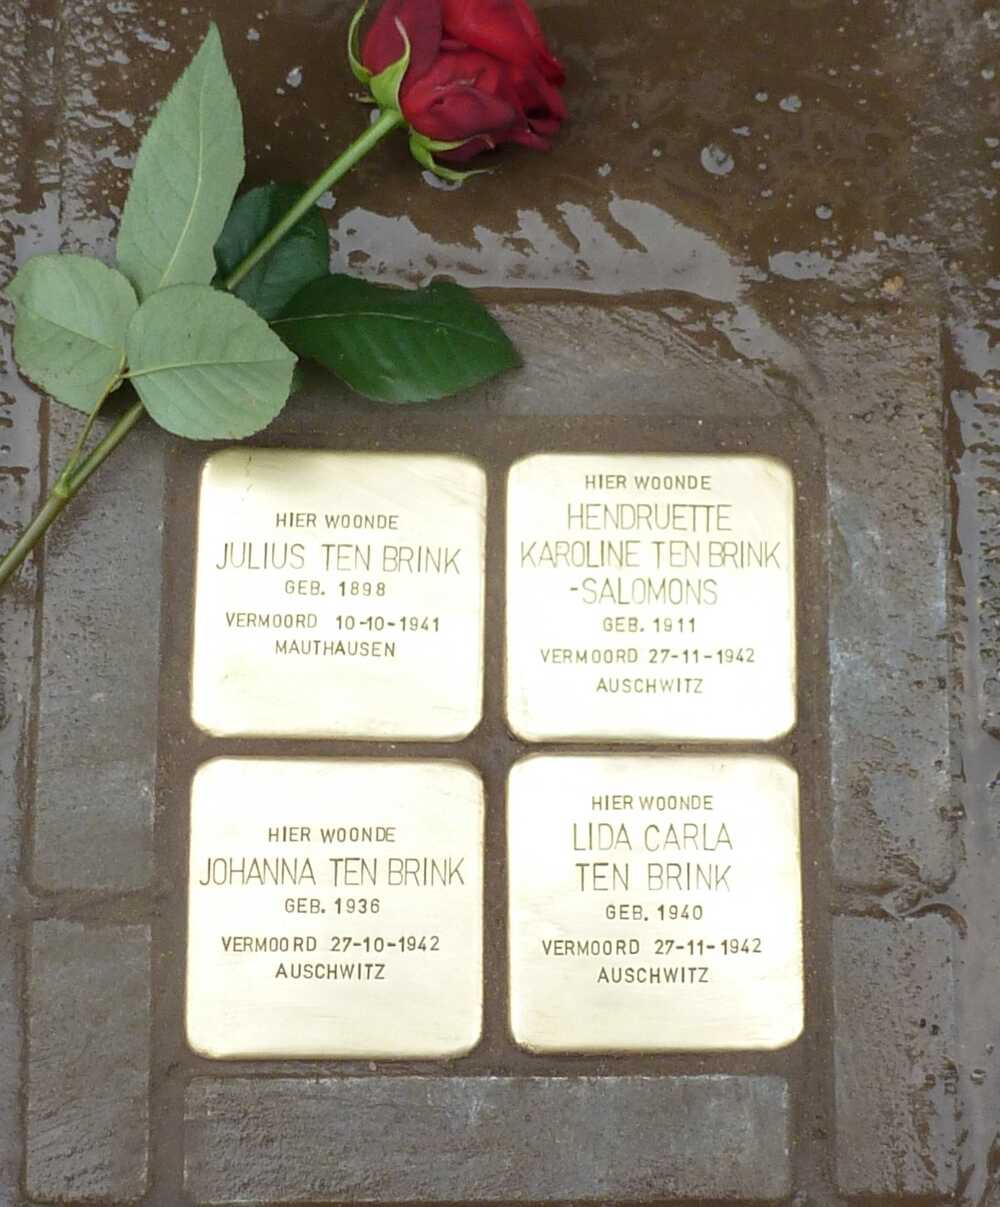 HIER WOONDE
JULIUS TEN BRINK
GEB. 1898
VERMOORD 10-10-1941
MAUTHAUSEN
HIER WOONDE
HENDRUETTE
KAROLINE TEN BRINK
-SALOMONS
GEB. 1911
VERMOORD 27-11-1942
AUSCHWITZ
HIER WOONDE
JOHANNA TEN BRINK
GEB. 1936
VERMOORD 27-10-1942
AUSCHWITZ
HIER WOONDE
LIDA CARLA
TEN BRINK
GEB. 1940
VERMOORD 27-11-1942
AUSCHWITZ